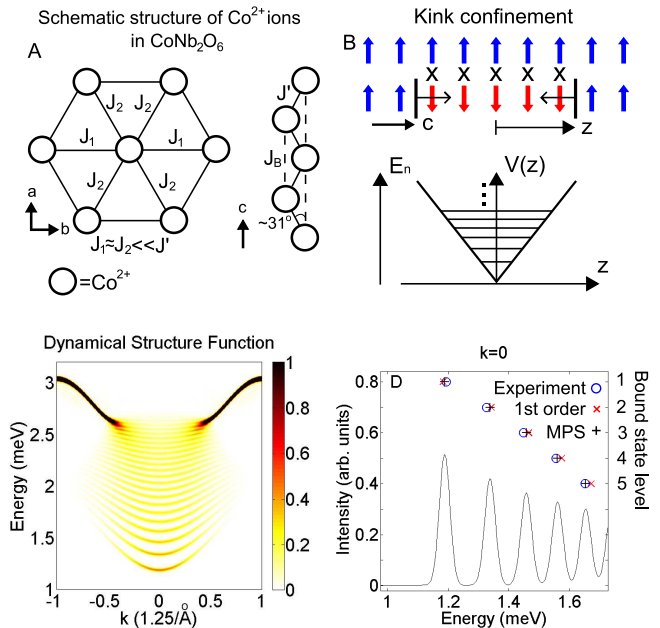 Schematic structure of Co²⁺ions
in CoNb₂O₆
A
J₂ J₂
J₁ J₁
J₂ J₂
a
b
J₁≈J₂<<J'
○=Co²⁺
J'
J_B
c
~31°
Kink confinement
B
X X X X X
c
z
Eₙ
V(z)
z
Dynamical Structure Function
Energy (meV)
3
2.5
2
1.5
1
-1 -0.5 0 0.5 1
k (1.25/Å)
1
0.8
0.6
0.4
0.2
0
k=0
D
Experiment ○
1st order ×
MPS +
Intensity (arb. units)
0.8
0.6
0.4
0.2
0
1 1.2 1.4 1.6
Energy (meV)
1
2
3
4
5
Bound state level